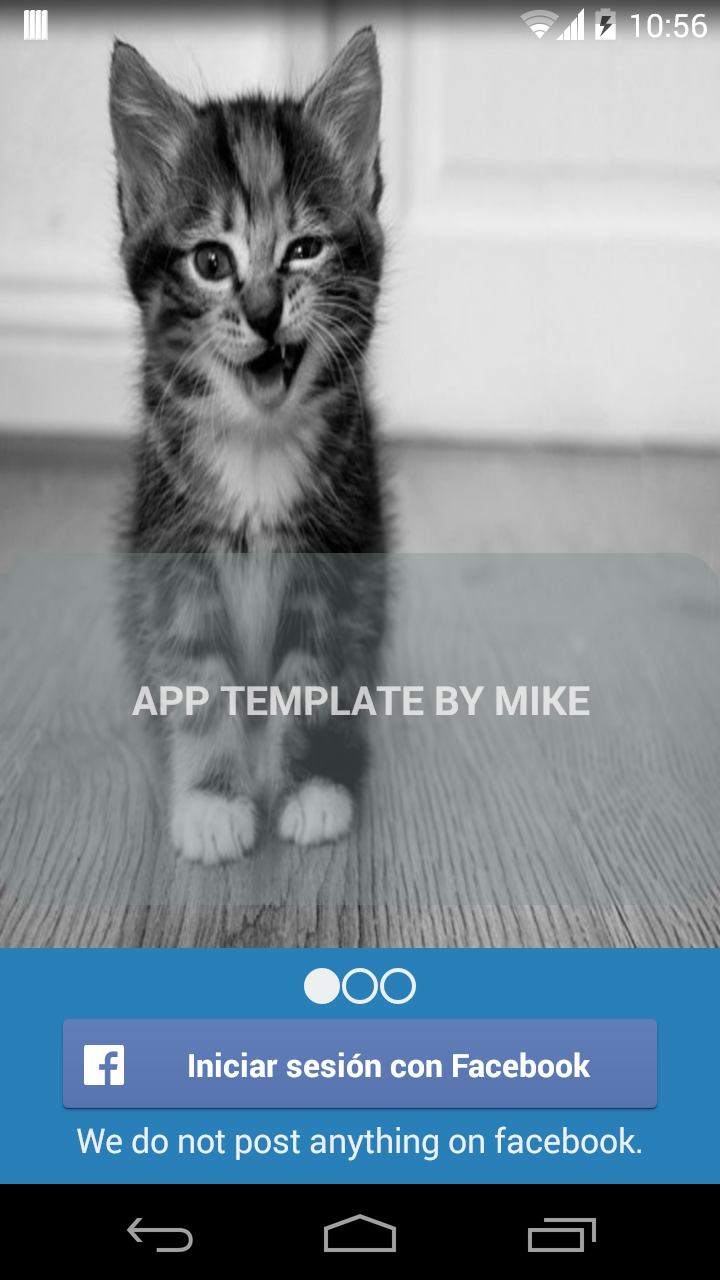 10:56
APP TEMPLATE BY MIKE
Iniciar sesión con Facebook
We do not post anything on facebook.